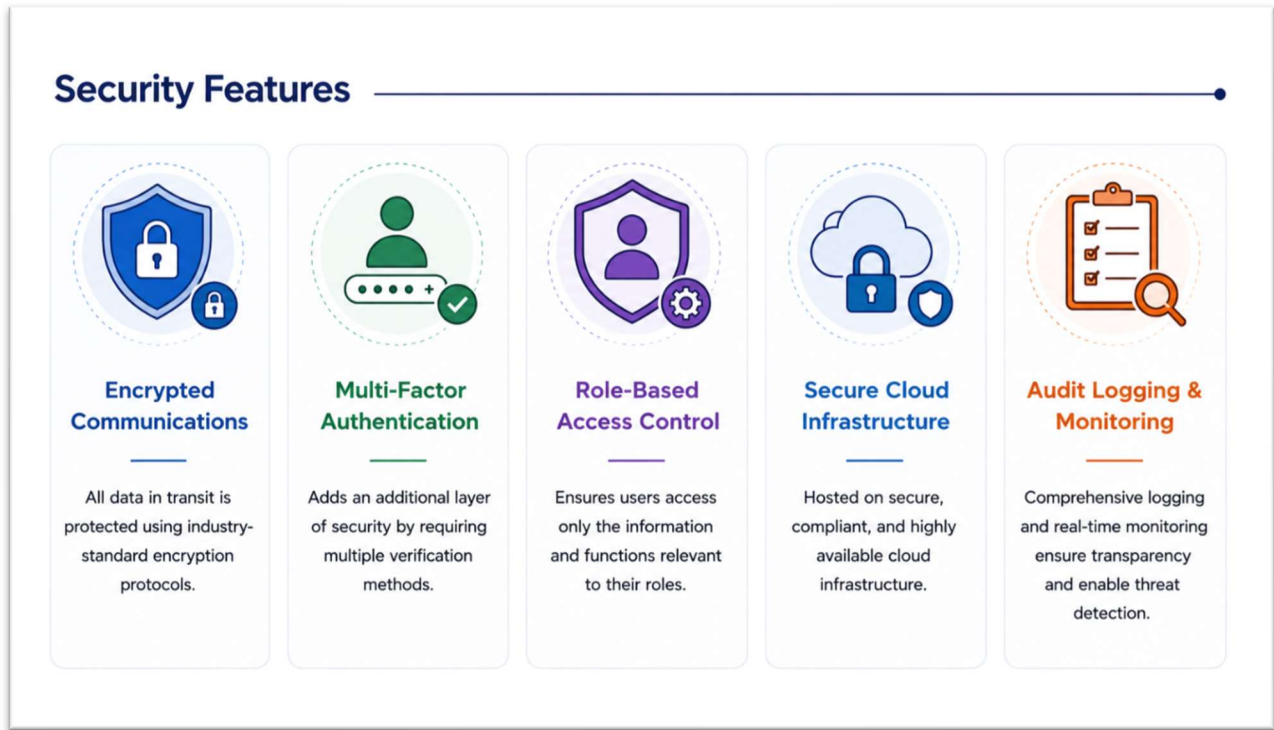 Security Features
Encrypted
Communications
All data in transit is
protected using industry-
standard encryption
protocols.
Multi-Factor
Authentication
Adds an additional layer
of security by requiring
multiple verification
methods.
Role-Based
Access Control
Ensures users access
only the information
and functions relevant
to their roles.
Secure Cloud
Infrastructure
Hosted on secure,
compliant, and highly
available cloud
infrastructure.
Audit Logging &
Monitoring
Comprehensive logging
and real-time monitoring
ensure transparency
and enable threat
detection.